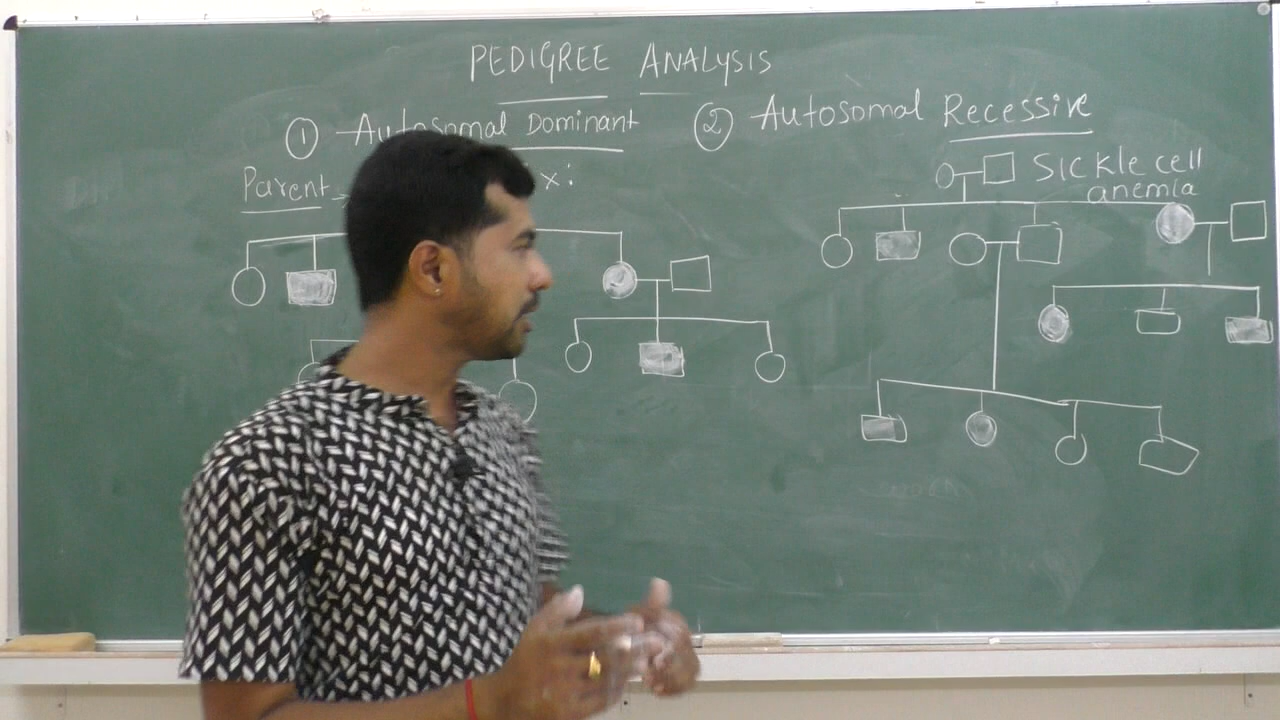 PEDIGREE ANALYSIS
① Autosomal Dominant
② Autosomal Recessive
Parent → x:
Sickle cell
anemia